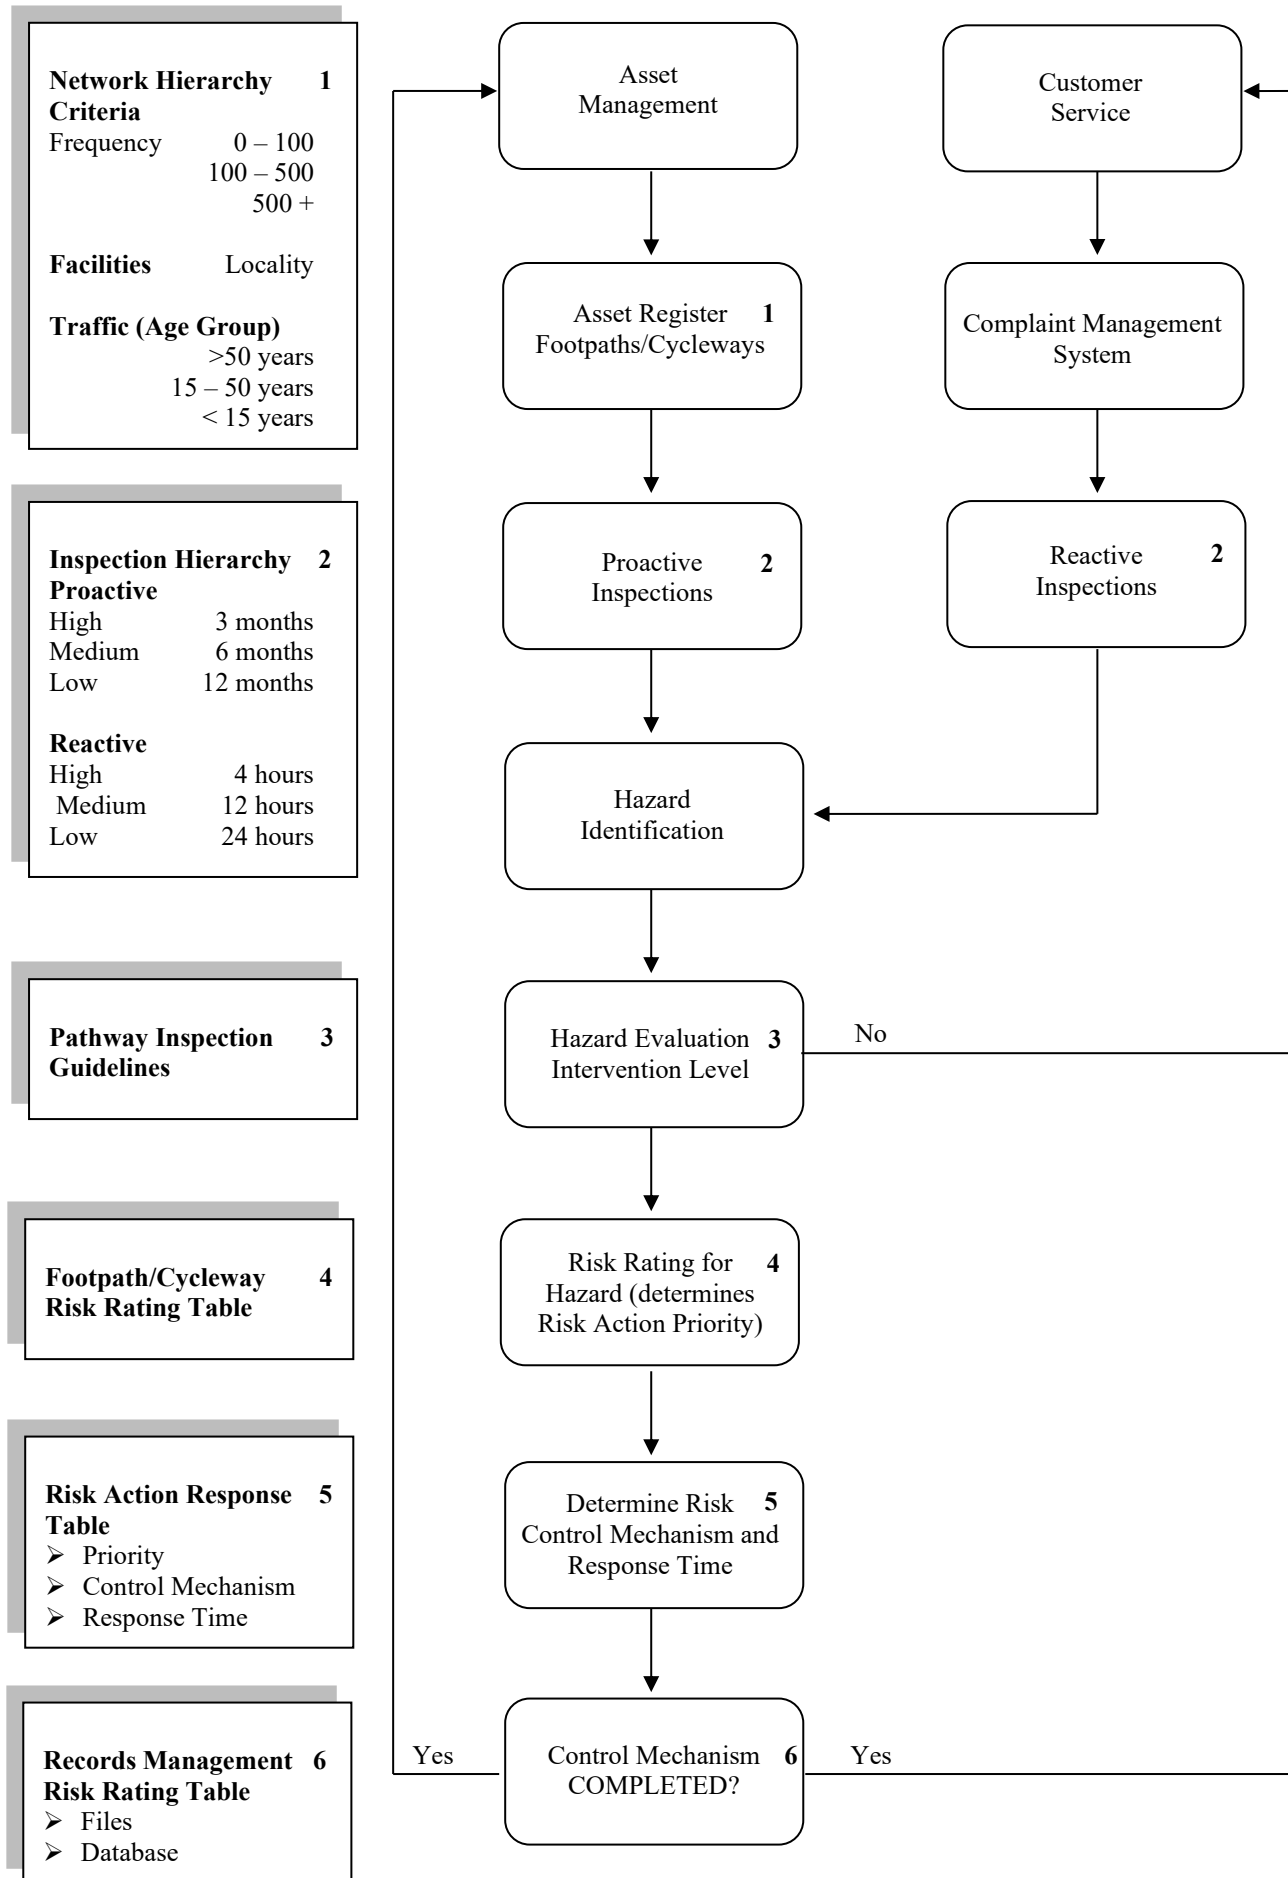 Network Hierarchy 1
Criteria
Frequency 0 – 100
100 – 500
500 +
Facilities Locality
Traffic (Age Group)
>50 years
15 – 50 years
< 15 years
Inspection Hierarchy 2
Proactive
High 3 months
Medium 6 months
Low 12 months
Reactive
High 4 hours
Medium 12 hours
Low 24 hours
Pathway Inspection 3
Guidelines
Footpath/Cycleway 4
Risk Rating Table
Risk Action Response 5
Table
➢ Priority
➢ Control Mechanism
➢ Response Time
Records Management 6
Risk Rating Table
➢ Files
➢ Database
Asset
Management
Asset Register 1
Footpaths/Cycleways
Proactive 2
Inspections
Hazard
Identification
Hazard Evaluation 3
Intervention Level
No
Risk Rating for 4
Hazard (determines
Risk Action Priority)
Determine Risk 5
Control Mechanism and
Response Time
Yes
Control Mechanism 6
COMPLETED?
Yes
Customer
Service
Complaint Management
System
Reactive 2
Inspections